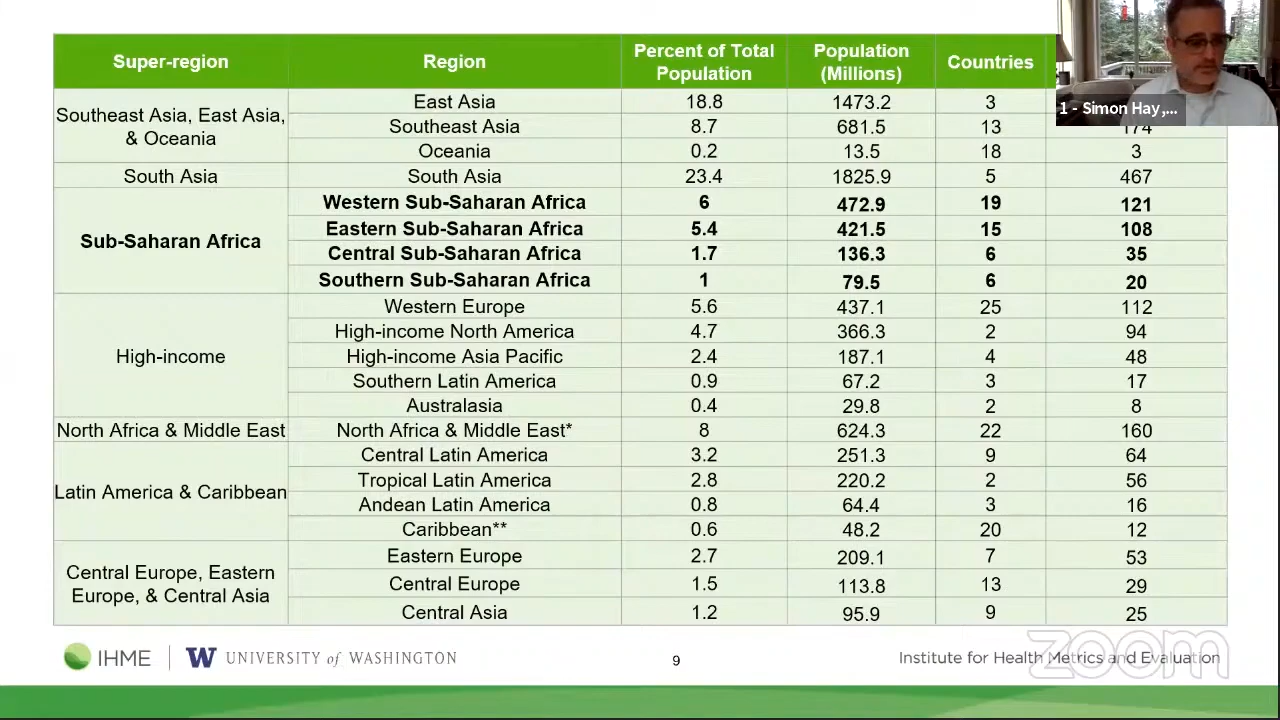 Super-region Region Percent of Total Population Population (Millions) Countries
Southeast Asia, East Asia, & Oceania East Asia 18.8 1473.2 3
Southeast Asia 8.7 681.5 13 174
Oceania 0.2 13.5 18 3
South Asia South Asia 23.4 1825.9 5 467
Sub-Saharan Africa Western Sub-Saharan Africa 6 472.9 19 121
Eastern Sub-Saharan Africa 5.4 421.5 15 108
Central Sub-Saharan Africa 1.7 136.3 6 35
Southern Sub-Saharan Africa 1 79.5 6 20
High-income Western Europe 5.6 437.1 25 112
High-income North America 4.7 366.3 2 94
High-income Asia Pacific 2.4 187.1 4 48
Southern Latin America 0.9 67.2 3 17
Australasia 0.4 29.8 2 8
North Africa & Middle East North Africa & Middle East* 8 624.3 22 160
Latin America & Caribbean Central Latin America 3.2 251.3 9 64
Tropical Latin America 2.8 220.2 2 56
Andean Latin America 0.8 64.4 3 16
Caribbean** 0.6 48.2 20 12
Central Europe, Eastern Europe, & Central Asia Eastern Europe 2.7 209.1 7 53
Central Europe 1.5 113.8 13 29
Central Asia 1.2 95.9 9 25
1 - Simon Hay,...
IHME W UNIVERSITY of WASHINGTON 9 Institute for Health Metrics and Evaluation
zoom